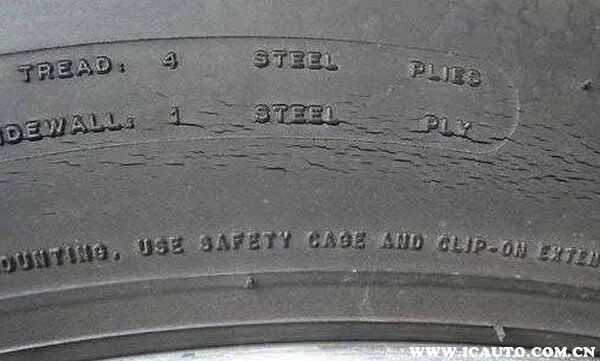 TREAD: 4 STEEL PLIES
IDEWALL: 1 STEEL PLY
OUNTING, USE SAFETY CAGE AND CLIP-ON EXTEN
WWW.ICAUTO.COM.CN